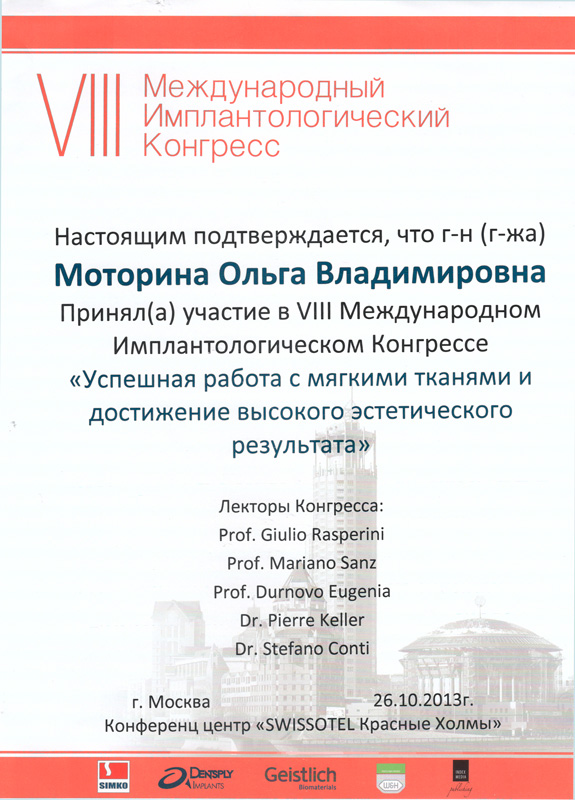 VIII Международный
Имплантологический
Конгресс
Настоящим подтверждается, что г-н (г-жа)
Моторина Ольга Владимировна
Принял(а) участие в VIII Международном
Имплантологическом Конгрессе
«Успешная работа с мягкими тканями и
достижение высокого эстетического
результата»
Лекторы Конгресса:
Prof. Giulio Rasperini
Prof. Mariano Sanz
Prof. Durnovo Eugenia
Dr. Pierre Keller
Dr. Stefano Conti
г. Москва 26.10.2013г.
Конференц центр «SWISSOTEL Красные Холмы»
SIMKO
DENTSPLY
IMPLANTS
Geistlich
Biomaterials
WGH
publishing